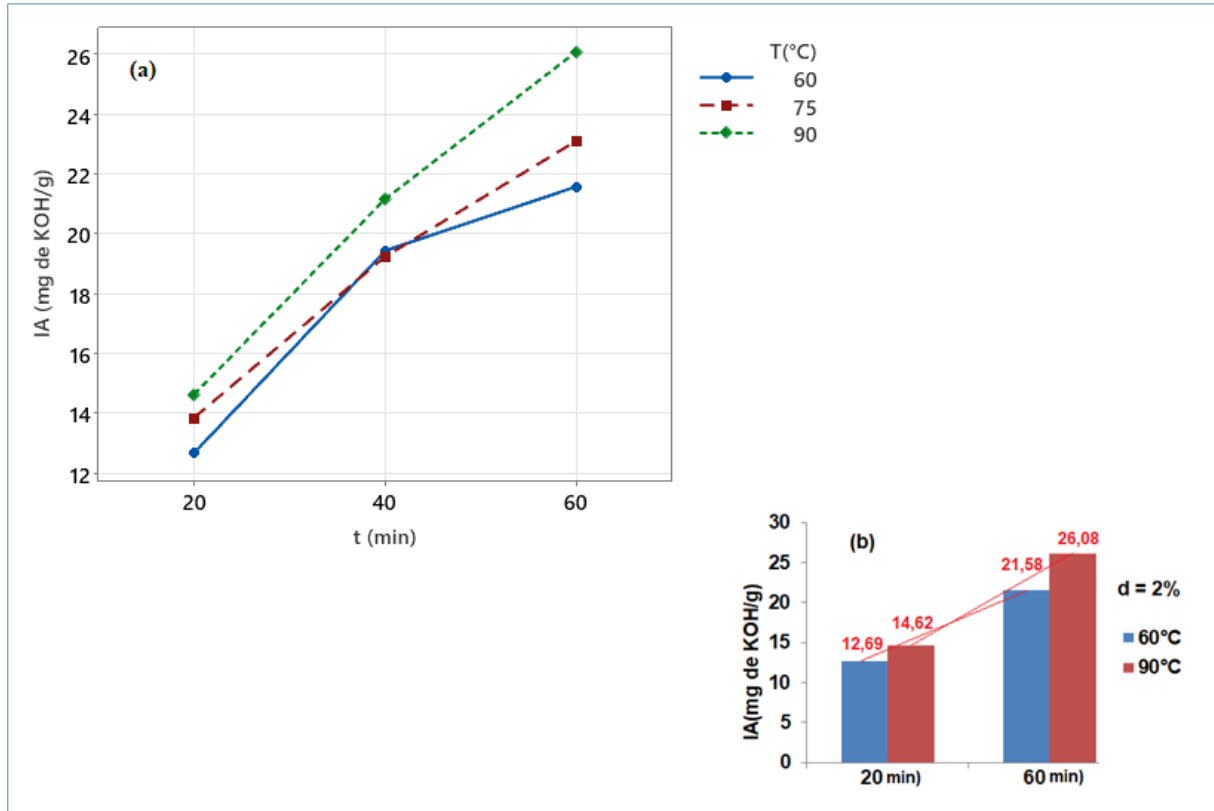 (a)
T(°C)
60
75
90
26
24
22
20
18
16
14
12
IA (mg de KOH/g)
20 40 60
t (min)
(b)
30
25
20
15
10
5
0
IA(mg de KOH/g)
12,69
14,62
21,58
26,08
d = 2%
60°C
90°C
20 min) 60 min)